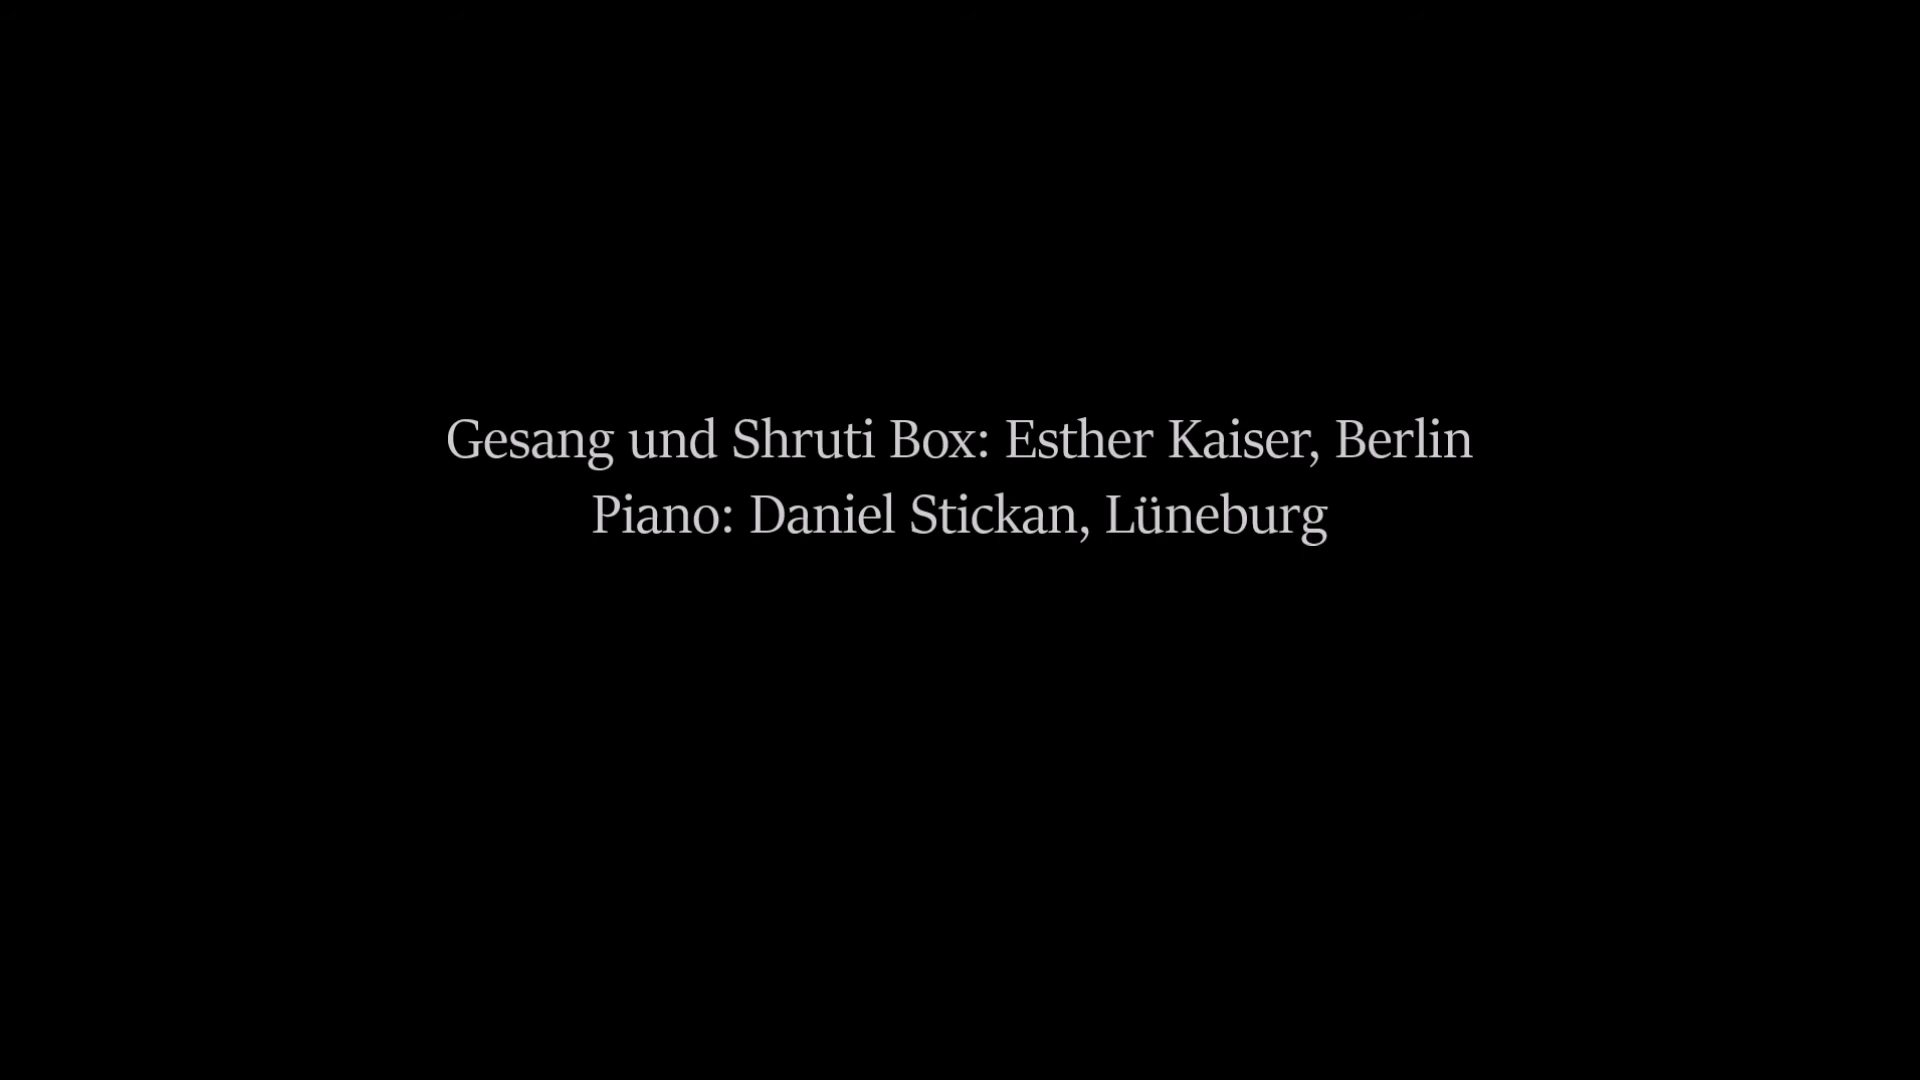 Gesang und Shruti Box: Esther Kaiser, Berlin
Piano: Daniel Stickan, Lüneburg